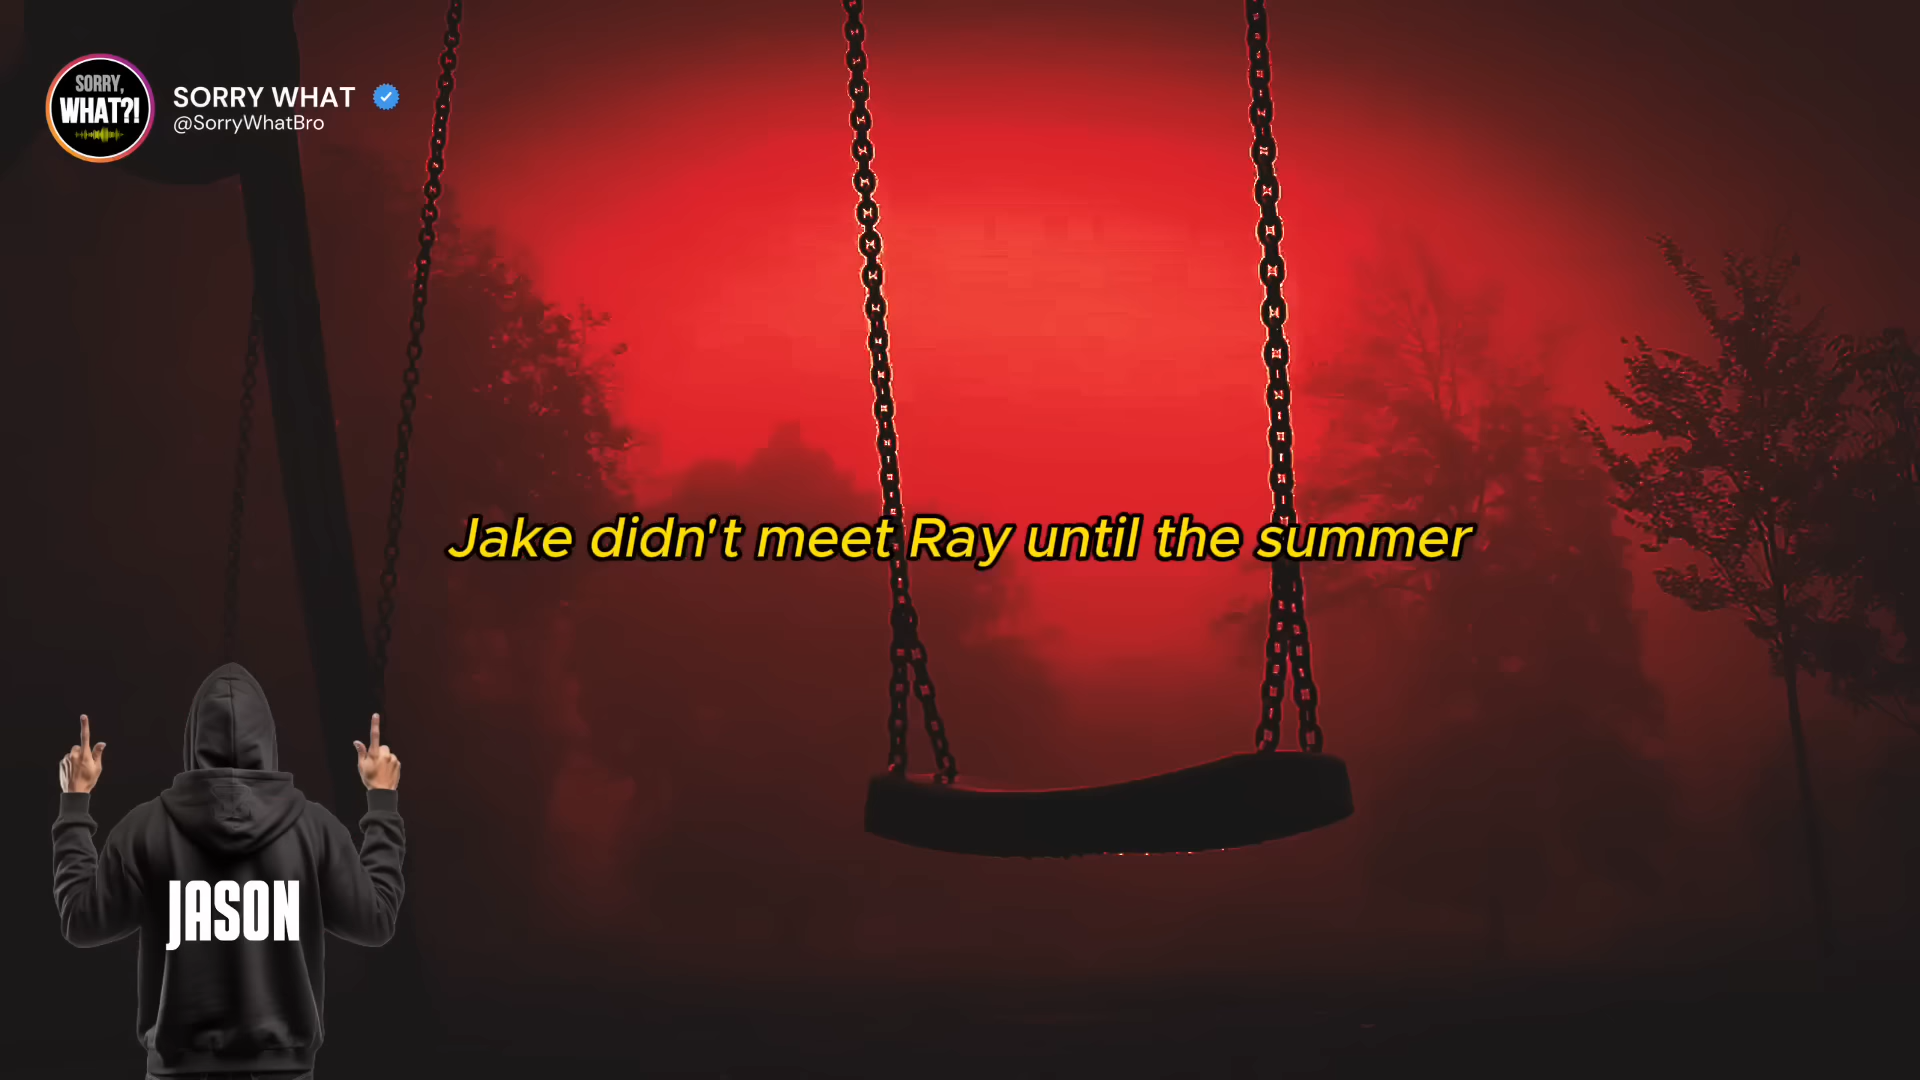 SORRY,
WHAT?!
SORRY WHAT
@SorryWhatBro
Jake didn't meet Ray until the summer
JASON